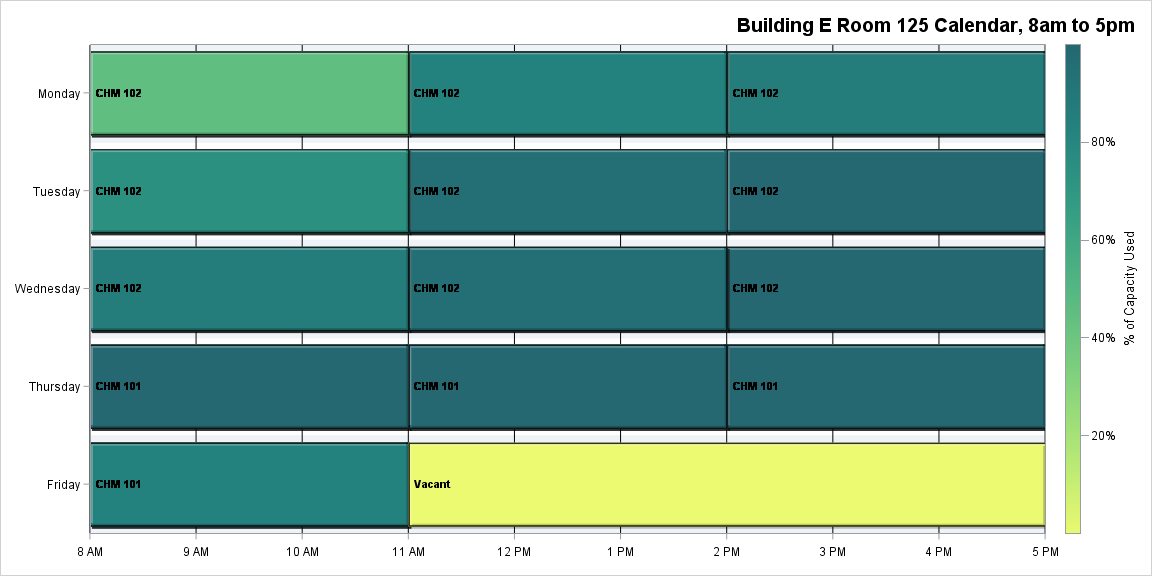 Building E Room 125 Calendar, 8am to 5pm
Monday CHM 102 CHM 102 CHM 102
Tuesday CHM 102 CHM 102 CHM 102
Wednesday CHM 102 CHM 102 CHM 102
Thursday CHM 101 CHM 101 CHM 101
Friday CHM 101 Vacant
8 AM 9 AM 10 AM 11 AM 12 PM 1 PM 2 PM 3 PM 4 PM 5 PM
80%
60%
40%
20%
% of Capacity Used